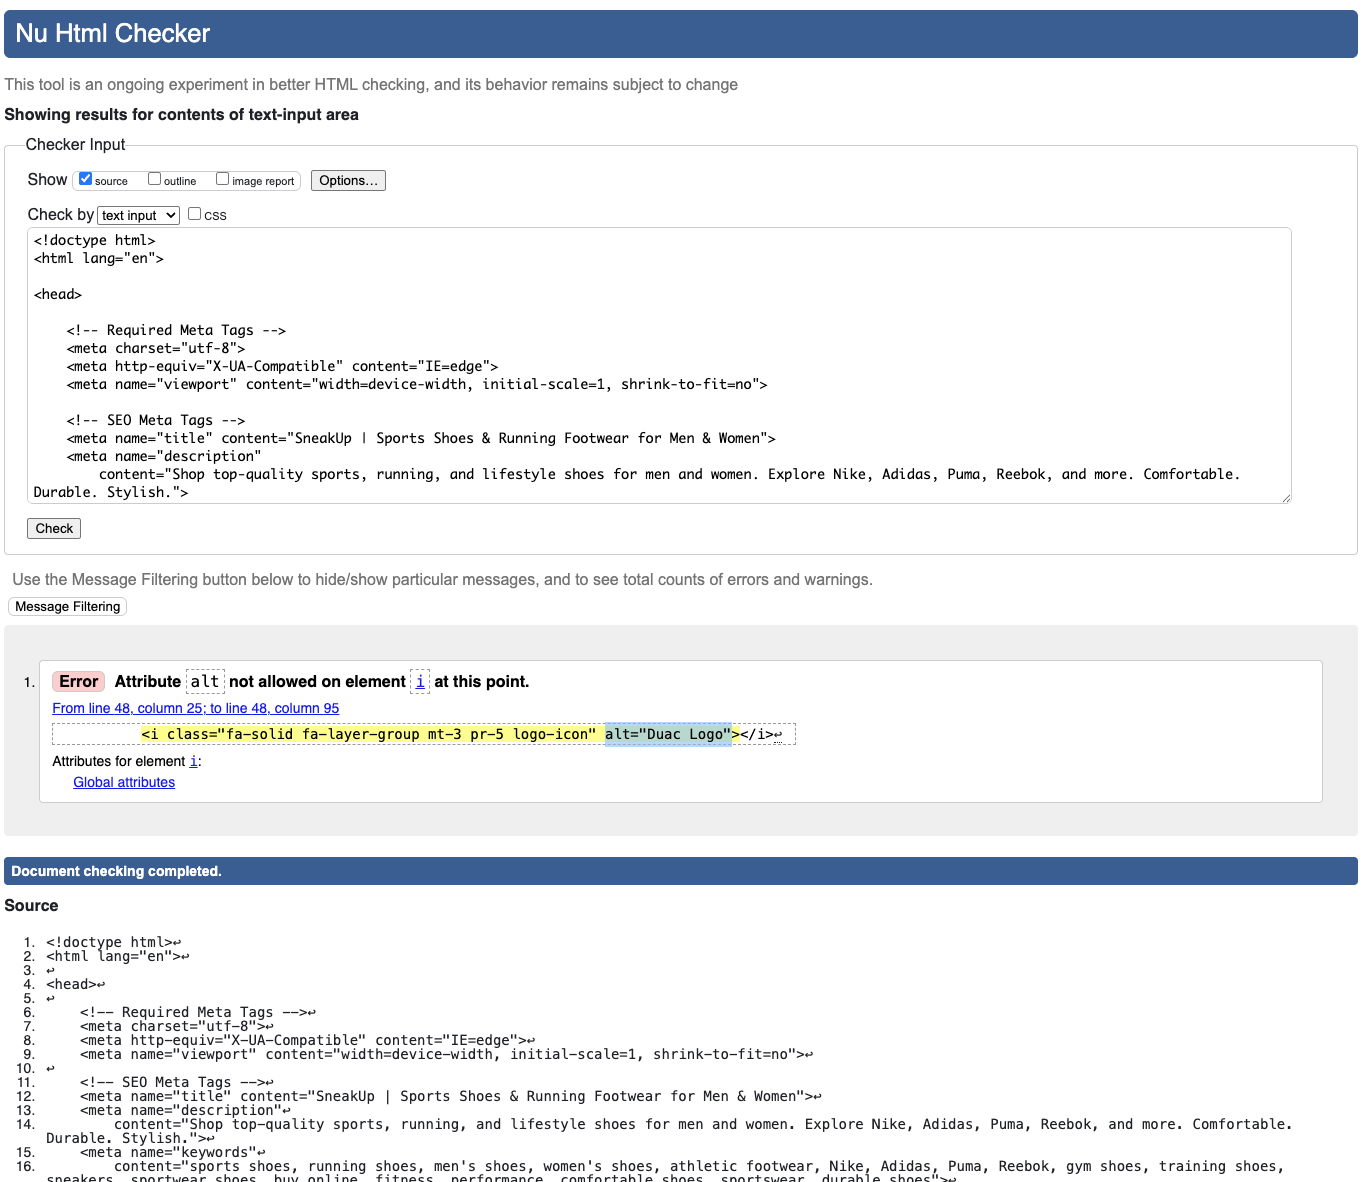 Nu Html Checker
This tool is an ongoing experiment in better HTML checking, and its behavior remains subject to change
Showing results for contents of text-input area
Checker Input
Show source outline image report Options...
Check by text input CSS
<!doctype html>
<html lang="en">
<head>
<!-- Required Meta Tags -->
<meta charset="utf-8">
<meta http-equiv="X-UA-Compatible" content="IE=edge">
<meta name="viewport" content="width=device-width, initial-scale=1, shrink-to-fit=no">
<!-- SEO Meta Tags -->
<meta name="title" content="SneakUp | Sports Shoes & Running Footwear for Men & Women">
<meta name="description"
content="Shop top-quality sports, running, and lifestyle shoes for men and women. Explore Nike, Adidas, Puma, Reebok, and more. Comfortable.
Durable. Stylish.">
Check
Use the Message Filtering button below to hide/show particular messages, and to see total counts of errors and warnings.
Message Filtering
1. Error Attribute alt not allowed on element i at this point.
From line 48, column 25; to line 48, column 95
<i class="fa-solid fa-layer-group mt-3 pr-5 logo-icon" alt="Duac Logo"></i>↩
Attributes for element i:
Global attributes
Document checking completed.
Source
1. <!doctype html>↩
2. <html lang="en">↩
3. ↩
4. <head>↩
5. ↩
6. <!-- Required Meta Tags -->↩
7. <meta charset="utf-8">↩
8. <meta http-equiv="X-UA-Compatible" content="IE=edge">↩
9. <meta name="viewport" content="width=device-width, initial-scale=1, shrink-to-fit=no">↩
10. ↩
11. <!-- SEO Meta Tags -->↩
12. <meta name="title" content="SneakUp | Sports Shoes & Running Footwear for Men & Women">↩
13. <meta name="description"↩
14. content="Shop top-quality sports, running, and lifestyle shoes for men and women. Explore Nike, Adidas, Puma, Reebok, and more. Comfortable.
Durable. Stylish.">↩
15. <meta name="keywords"↩
16. content="sports shoes, running shoes, men's shoes, women's shoes, athletic footwear, Nike, Adidas, Puma, Reebok, gym shoes, training shoes,
sneakers, sportwear shoes, buy online, fitness, performance, comfortable shoes, sportswear, durable shoes">↩